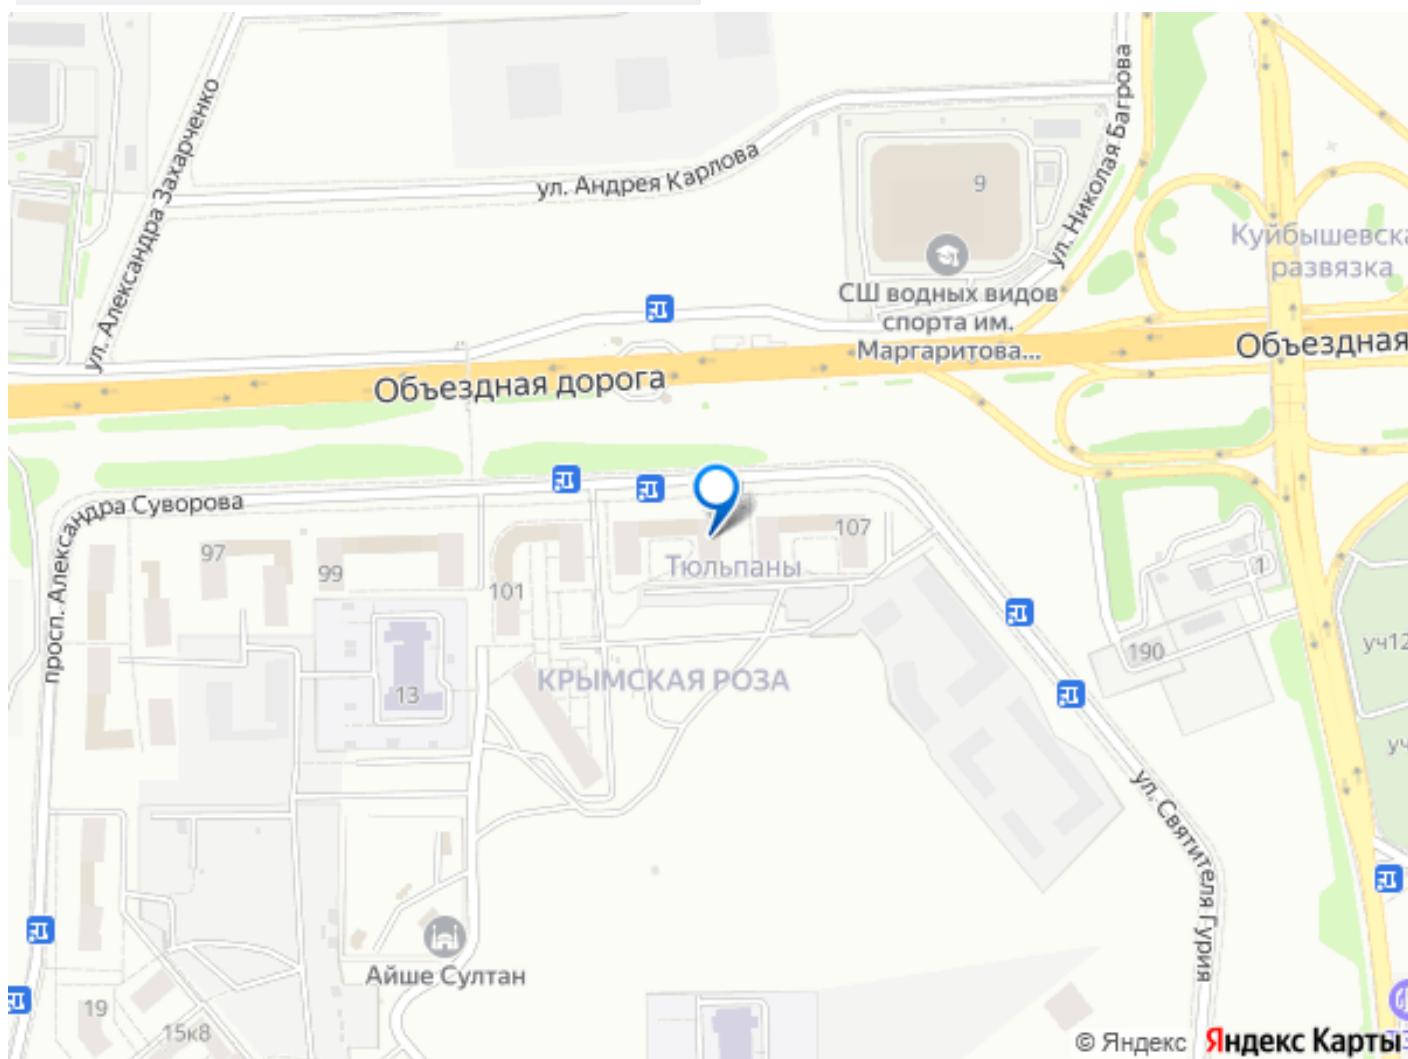 ул. Александра Захарченко
ул. Андрея Карлова
ул. Николая Багрова
9
СШ водных видов
спорта им.
Маргаритова...
Куйбышевска
развязка
Объездная дорога
Объездная
просп. Александра Суворова
97
99
101
107
Тюльпаны
13
КРЫМСКАЯ РОЗА
1
190
уч12
уч
ул. Святителя Гурия
Айше Султан
19
15к8
© Яндекс Яндекс Карты